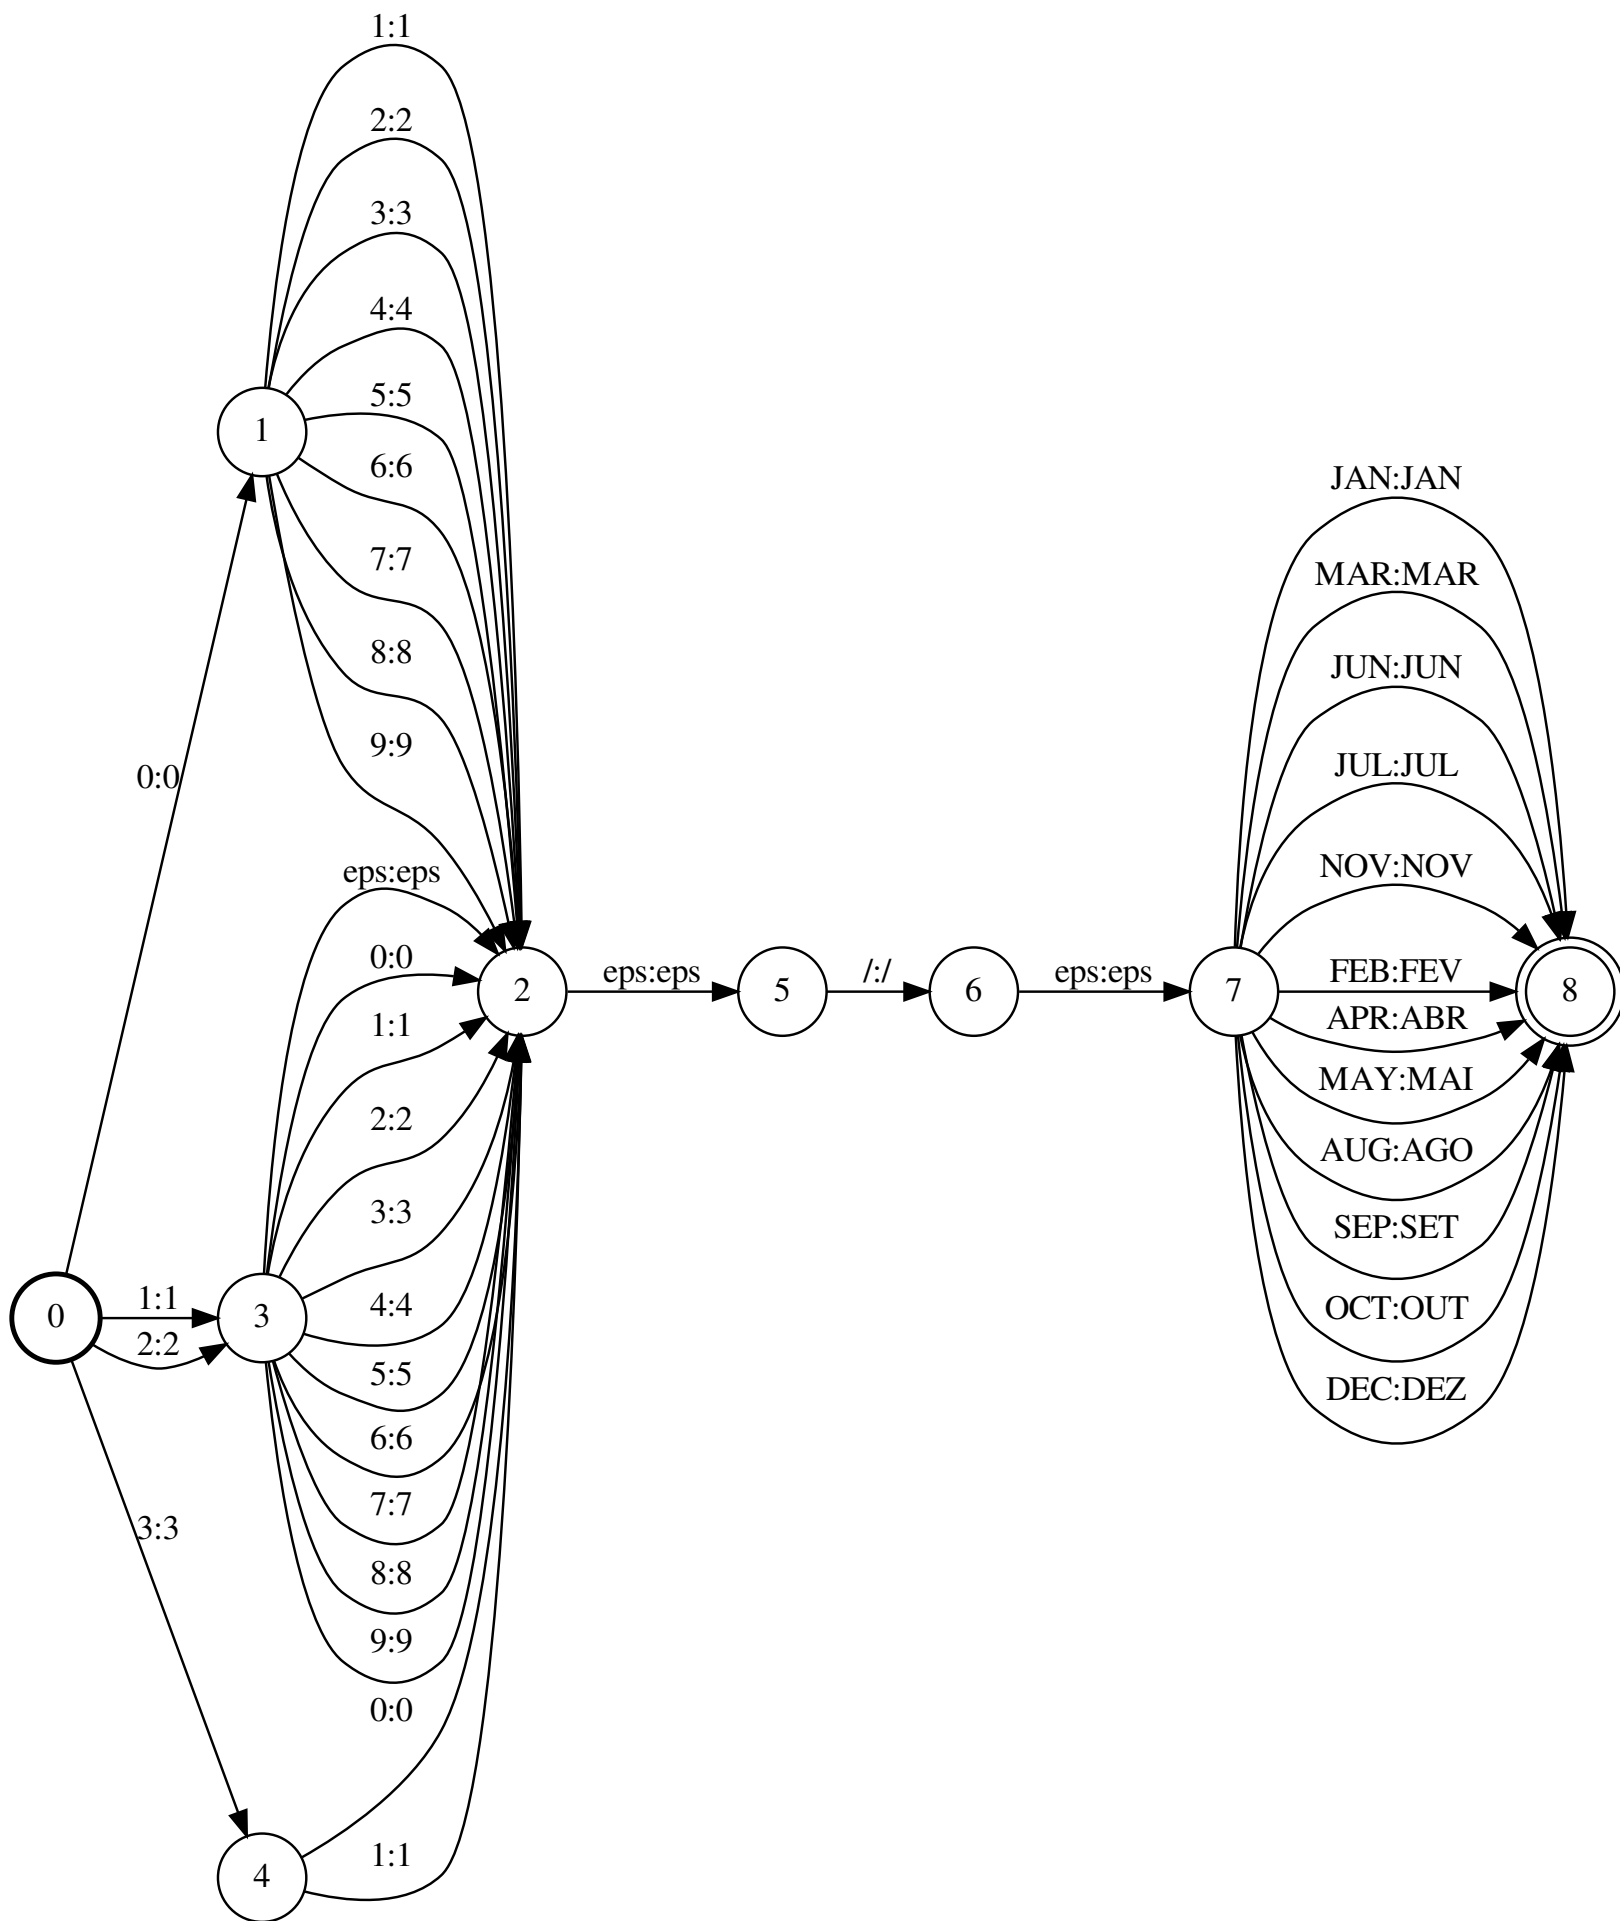 1:1
2:2
3:3
4:4
5:5
1
6:6
7:7
8:8
9:9
0:0
eps:eps
0:0
1:1
2:2
3:3
0
1:1
2:2
3
4:4
5:5
6:6
7:7
8:8
9:9
3:3
0:0
1:1
4
2
eps:eps
5
/:/
6
eps:eps
7
JAN:JAN
MAR:MAR
JUN:JUN
JUL:JUL
NOV:NOV
FEB:FEV
8
APR:ABR
MAY:MAI
AUG:AGO
SEP:SET
OCT:OUT
DEC:DEZ